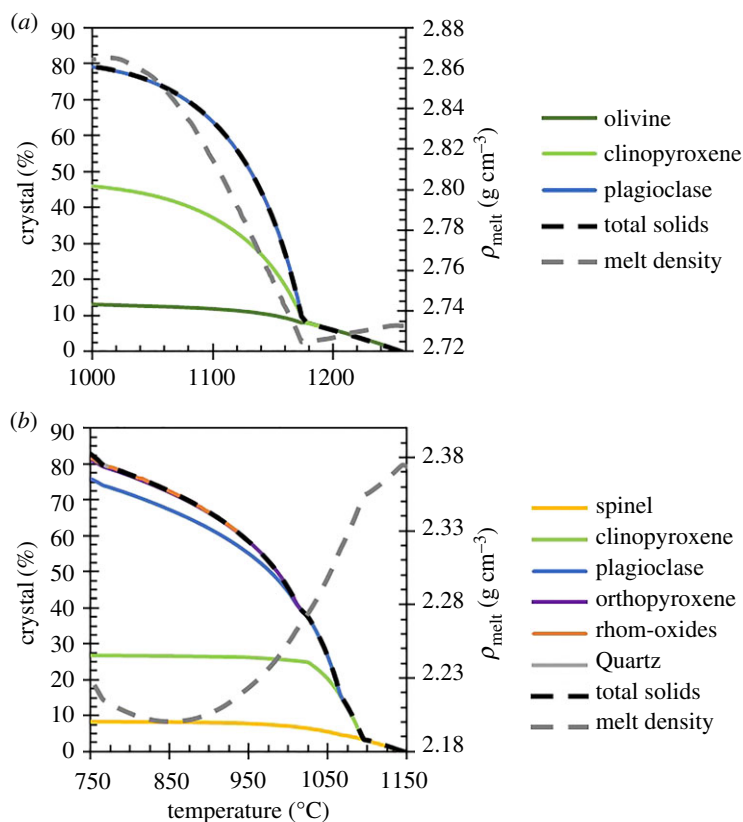 (a)
90
80
70
60
50
40
30
20
10
0
crystal (%)
2.88
2.86
2.84
2.82
2.80
2.78
2.76
2.74
2.72
ρmelt (g cm−3)
1000 1100 1200
olivine
clinopyroxene
plagioclase
total solids
melt density
(b)
90
80
70
60
50
40
30
20
10
0
crystal (%)
2.38
2.33
2.28
2.23
2.18
ρmelt (g cm−3)
750 850 950 1050 1150
temperature (°C)
spinel
clinopyroxene
plagioclase
orthopyroxene
rhom-oxides
Quartz
total solids
melt density